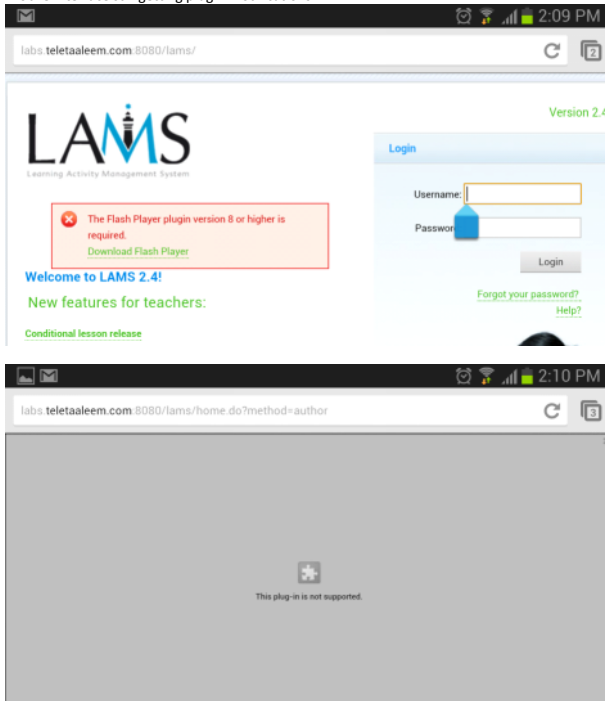 2:09 PM
labs.teletaaleem.com:8080/lams/
2
Version 2.4
LAMS
Learning Activity Management System
Login
Username:
The Flash Player plugin version 8 or higher is
required.
Download Flash Player
Login
Welcome to LAMS 2.4!
Forgot your password?
New features for teachers:
Help?
Conditional lesson release
2:10 PM
labs.teletaaleem.com:8080/lams/home.do?method=author
3
This plug-in is not supported.